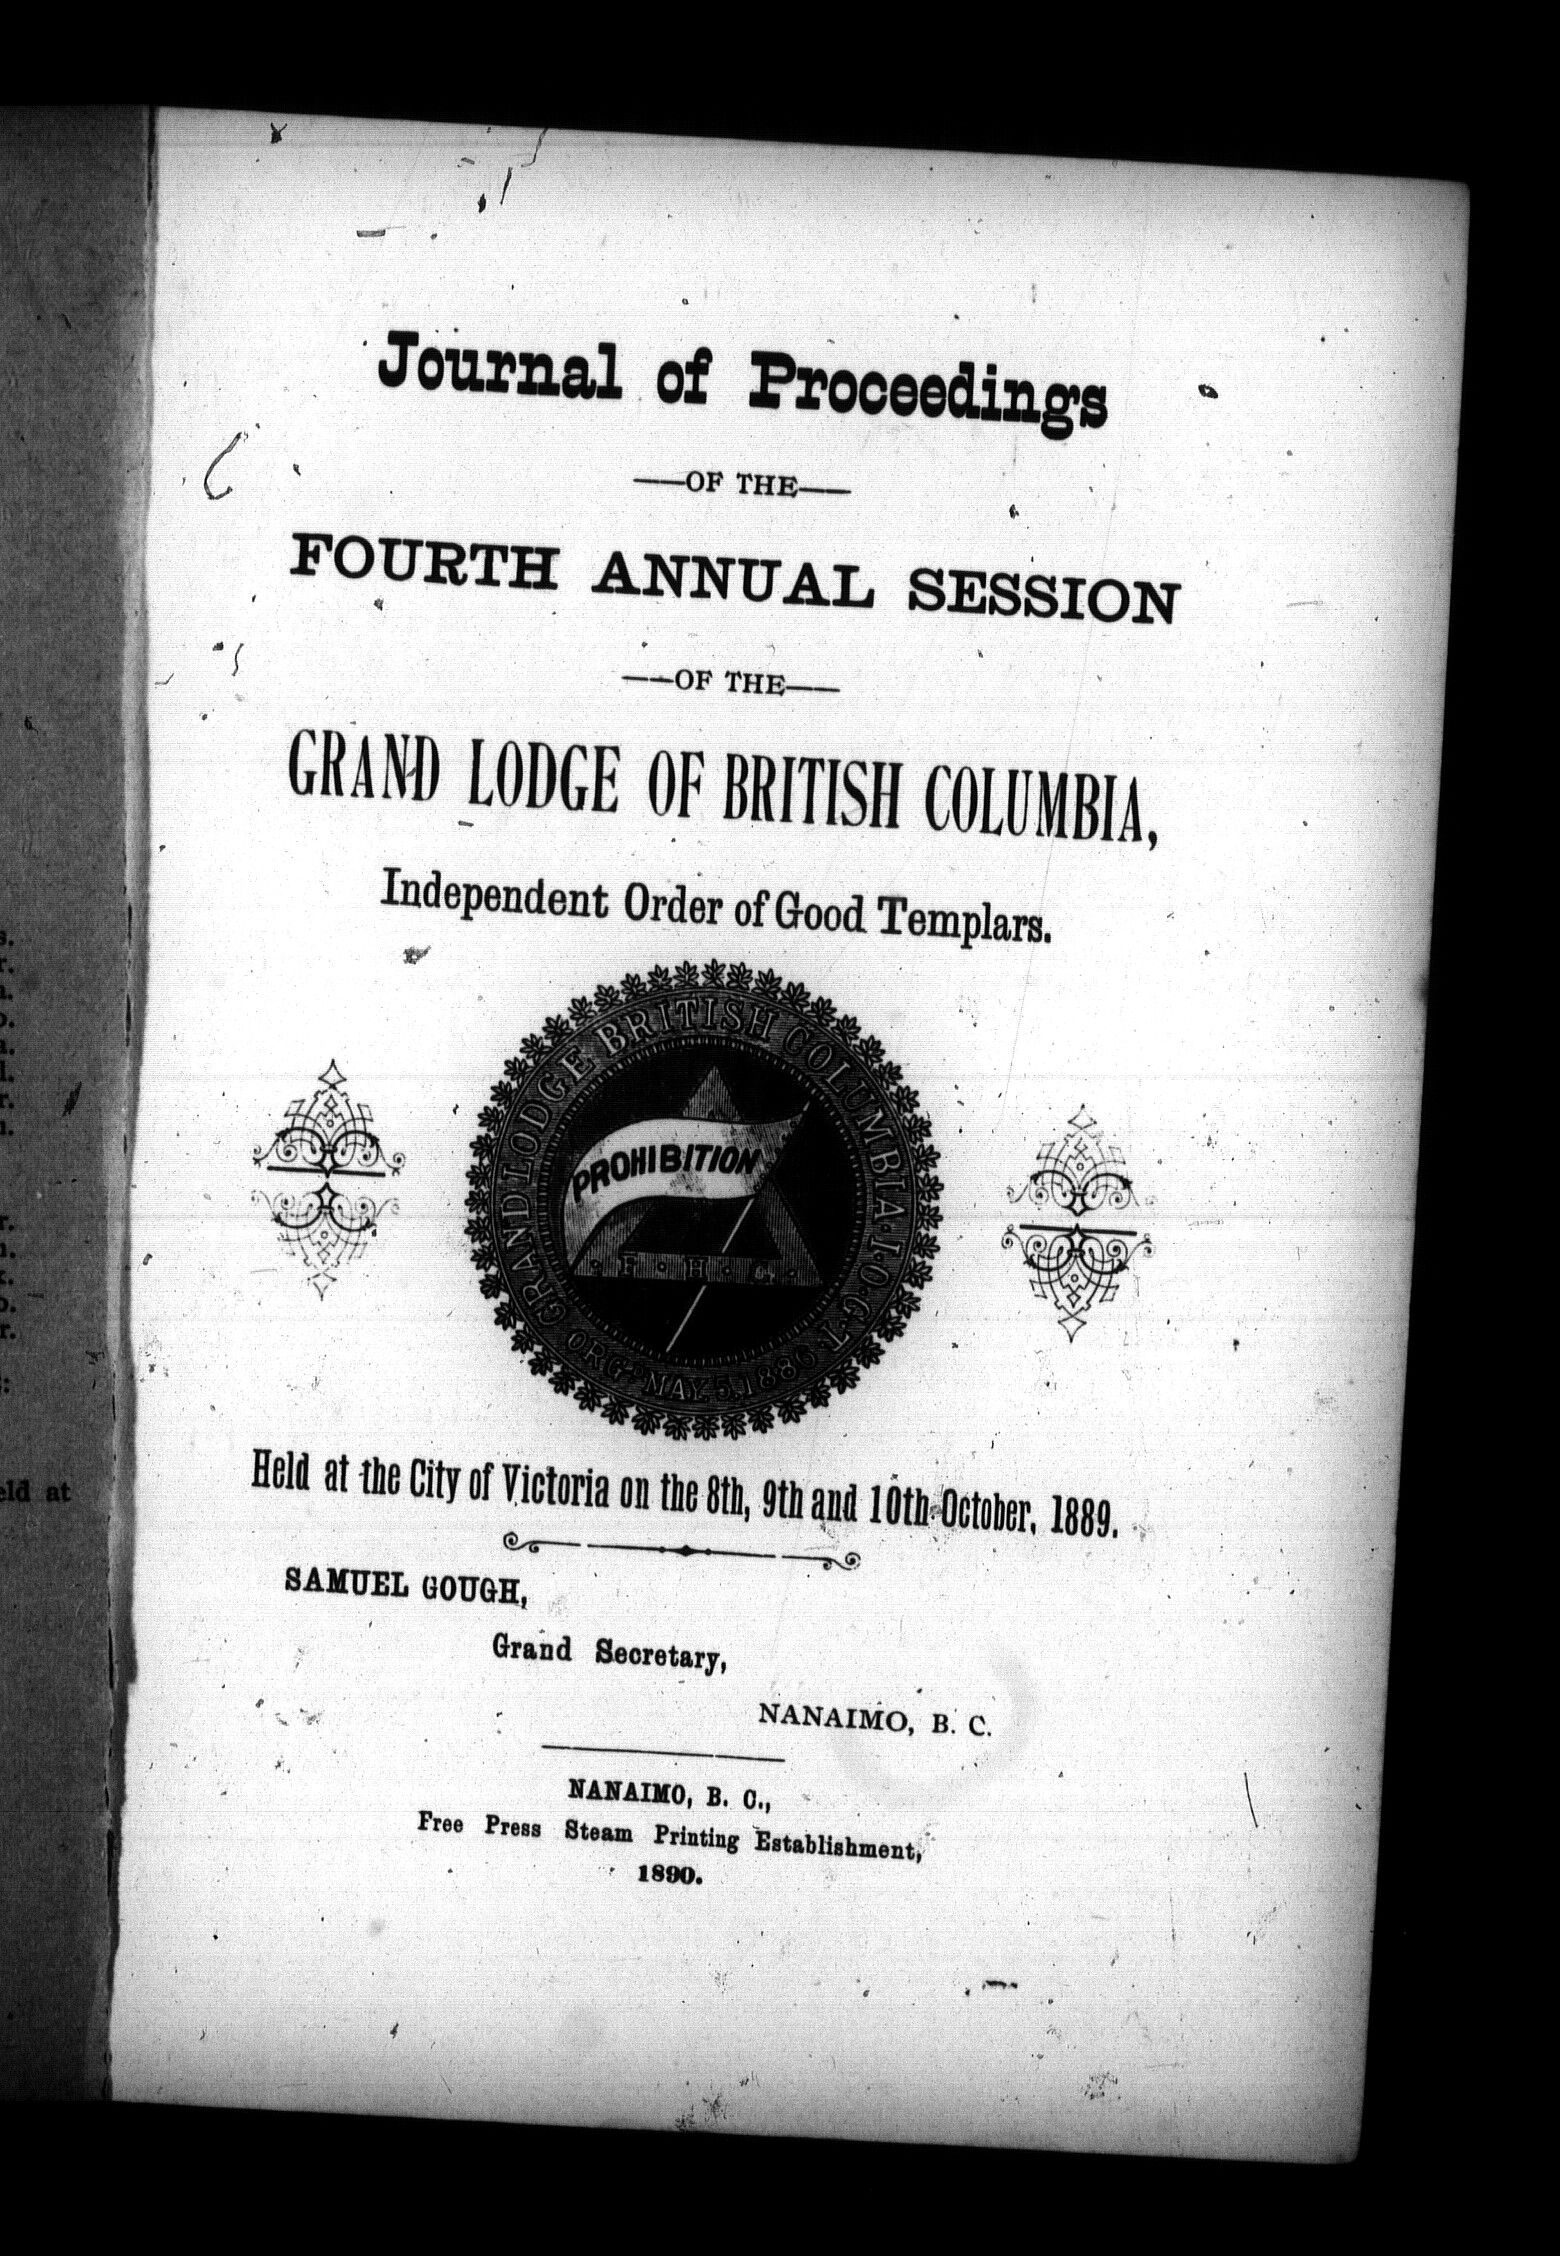 Journal of Proceedings
——OF THE——
FOURTH ANNUAL SESSION
——OF THE——
GRAND LODGE OF BRITISH COLUMBIA,
Independent Order of Good Templars.
GRAND LODGE BRITISH COLUMBIA · I · O · G · T ·
PROHIBITION
· F · H · C ·
ORGD MAY 5, 1886
Held at the City of Victoria on the 8th, 9th and 10th October, 1889.
SAMUEL GOUGH,
Grand Secretary,
NANAIMO, B. C.
NANAIMO, B. C.,
Free Press Steam Printing Establishment,
1890.
at